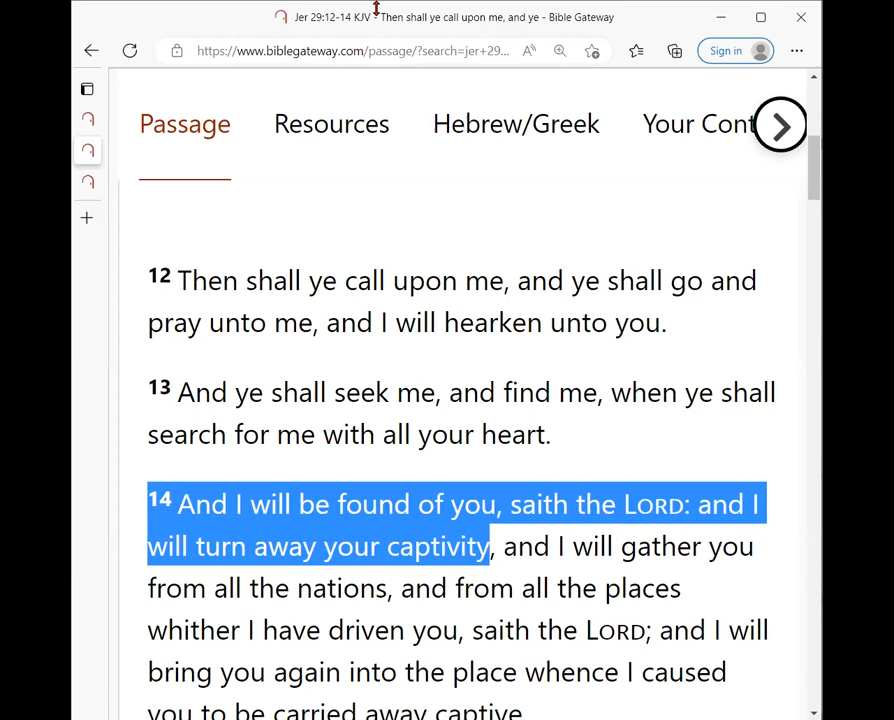 Jer 29:12-14 KJV - Then shall ye call upon me, and ye - Bible Gateway
https://www.biblegateway.com/passage/?search=jer+29...
Sign in
Passage Resources Hebrew/Greek Your Cont
12 Then shall ye call upon me, and ye shall go and
pray unto me, and I will hearken unto you.
13 And ye shall seek me, and find me, when ye shall
search for me with all your heart.
14 And I will be found of you, saith the LORD: and I
will turn away your captivity, and I will gather you
from all the nations, and from all the places
whither I have driven you, saith the LORD; and I will
bring you again into the place whence I caused
you to be carried away captive.